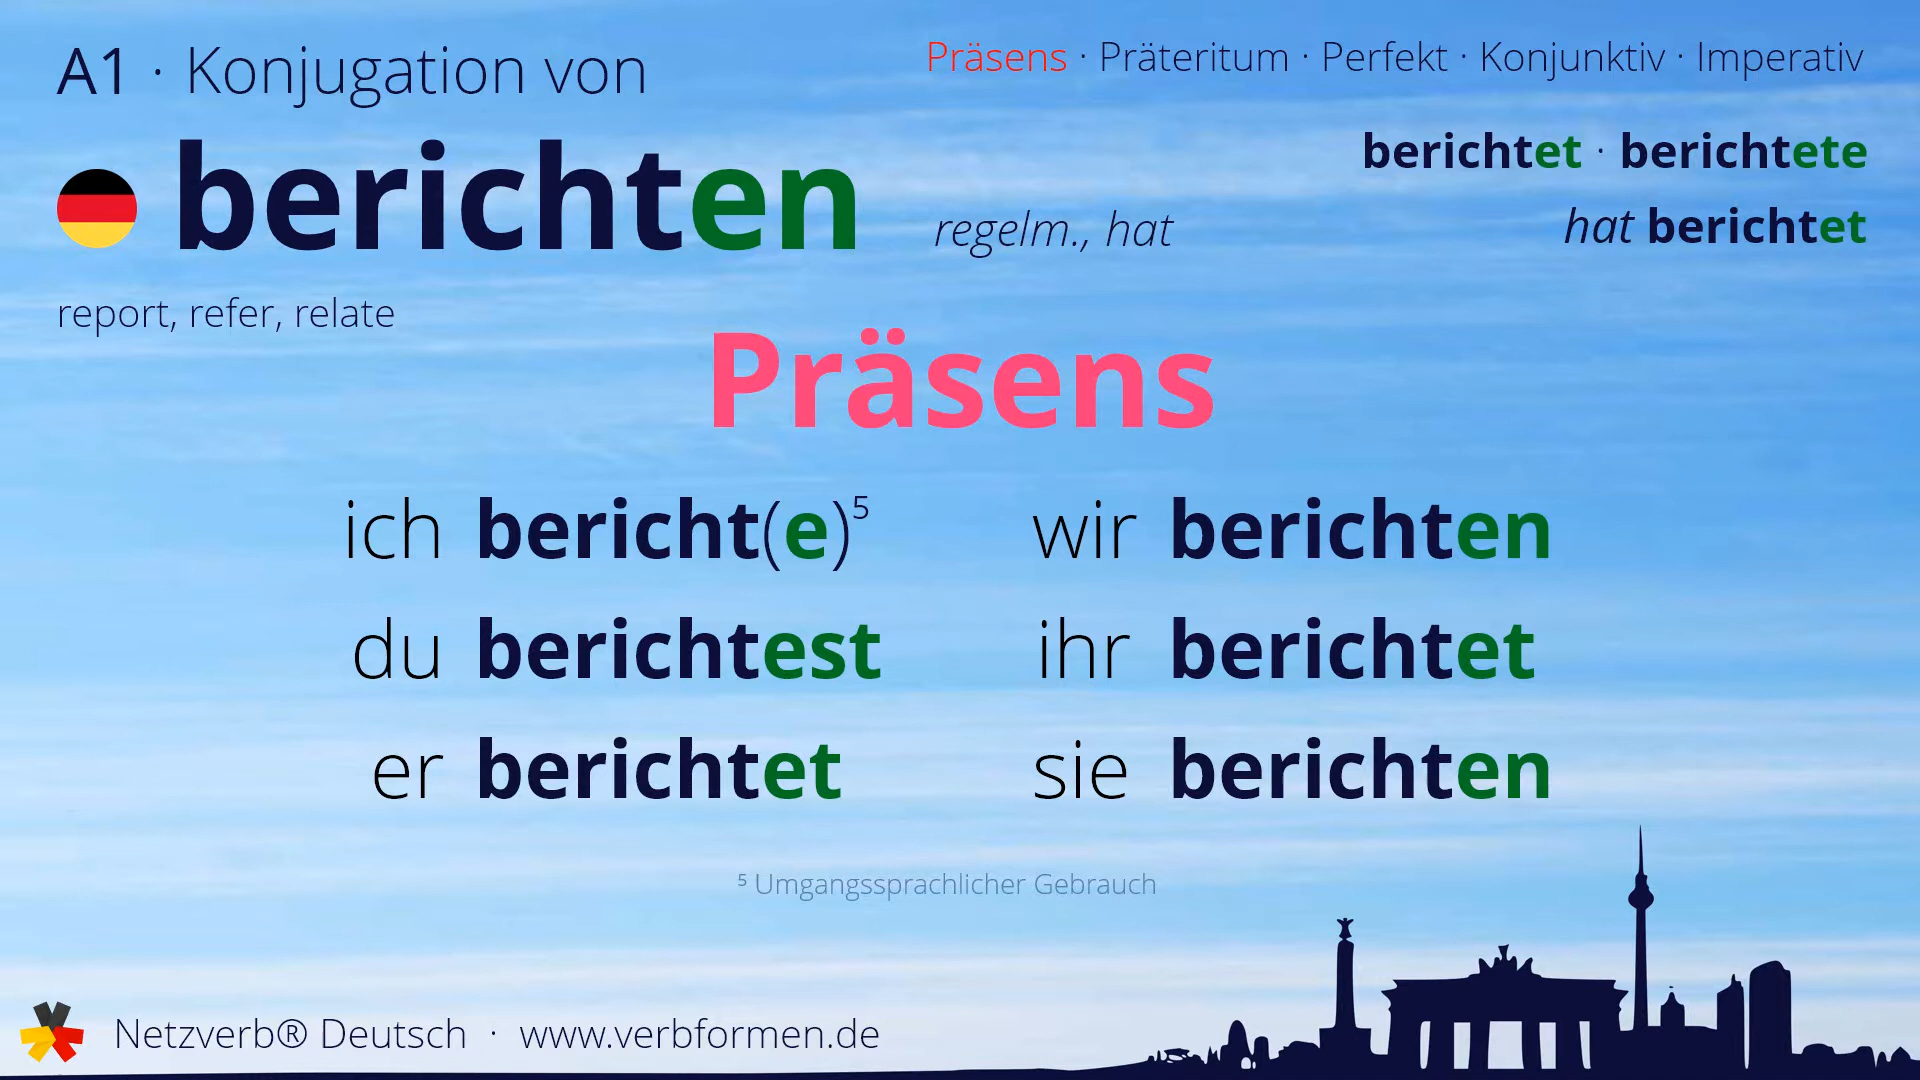 A1 · Konjugation von
Präsens · Präteritum · Perfekt · Konjunktiv · Imperativ
berichten regelm., hat
berichtet · berichtete
hat berichtet
report, refer, relate
Präsens
ich bericht(e)⁵
du berichtest
er berichtet
wir berichten
ihr berichtet
sie berichten
⁵ Umgangssprachlicher Gebrauch
Netzverb® Deutsch · www.verbformen.de